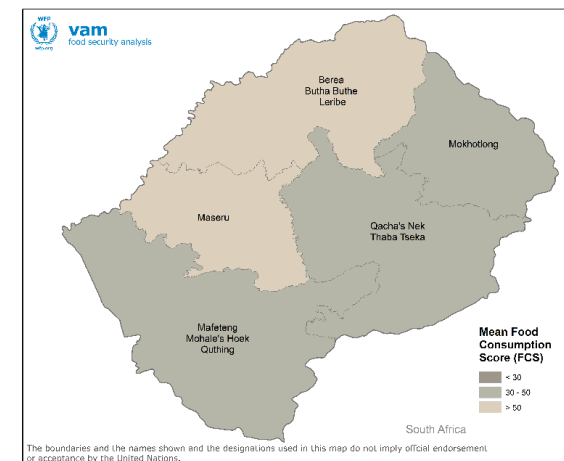 WFP
wfp.org
vam
food security analysis
Berea
Butha Buthe
Leribe
Mokhotlong
Maseru
Qacha's Nek
Thaba Tseka
Mafeteng
Mohale's Hoek
Quthing
Mean Food
Consumption
Score (FCS)
< 30
30 - 50
> 50
South Africa
The boundaries and the names shown and the designations used in this map do not imply official endorsement
or acceptance by the United Nations.